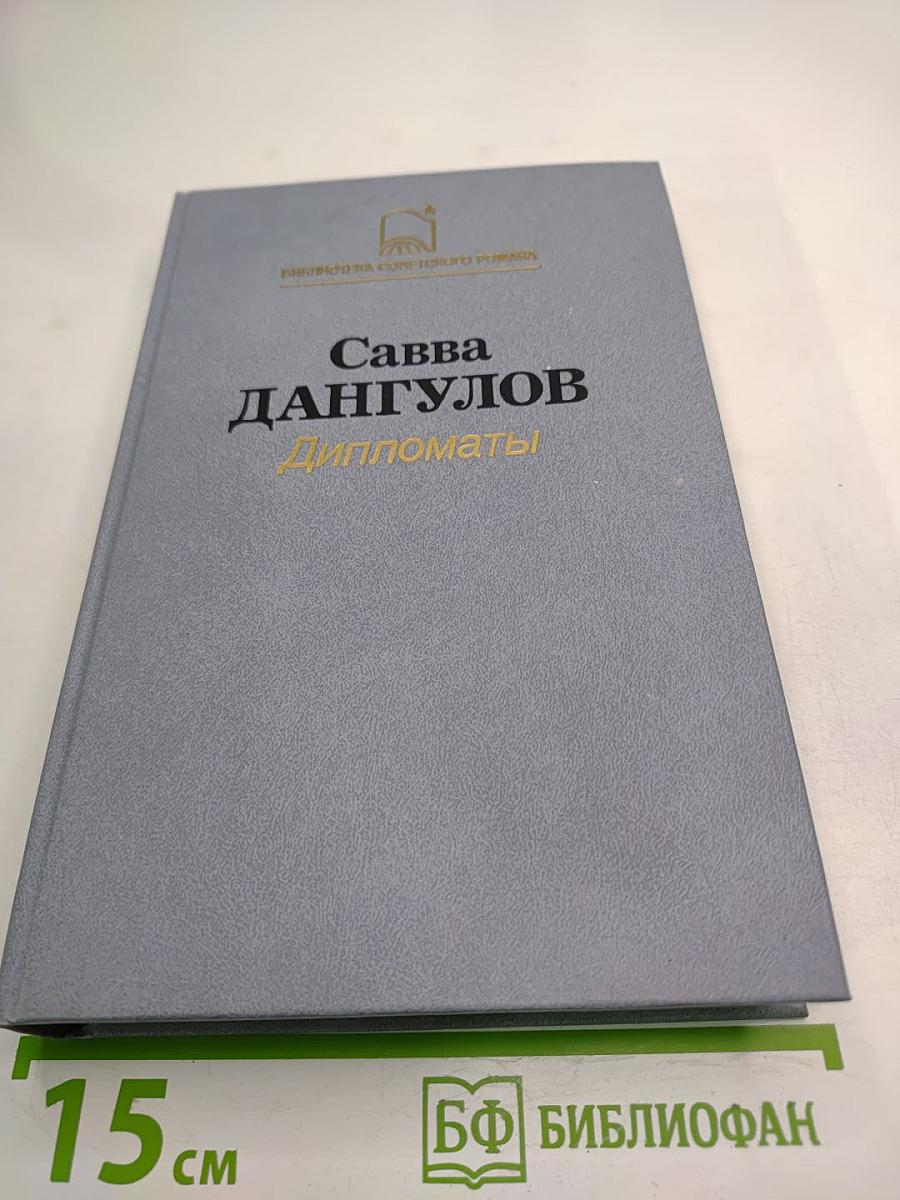 БИБЛИОТЕКА СОВЕТСКОГО РОМАНА
Савва
ДАНГУЛОВ
Дипломаты
15 см
БФ БИБЛИОФАН